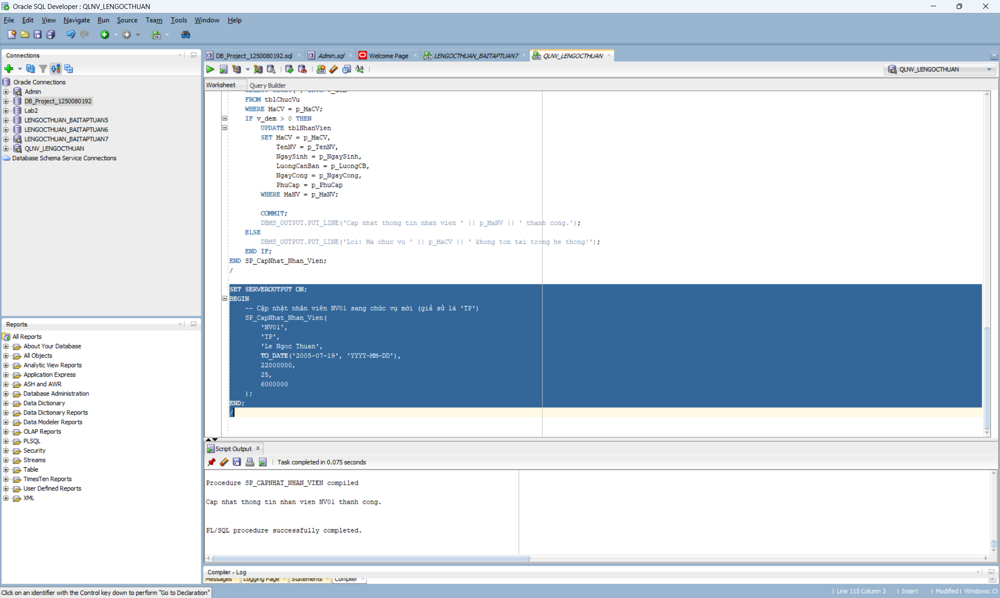 Oracle SQL Developer : QLNV_LENGOCTHUAN
File Edit View Navigate Run Source Team Tools Window Help
Connections
Oracle Connections
Admin
DB_Project_1250080192
Lab2
LENGOCTHUAN_BAITAPTUAN5
LENGOCTHUAN_BAITAPTUAN6
LENGOCTHUAN_BAITAPTUAN7
QLNV_LENGOCTHUAN
Database Schema Service Connections
Reports
All Reports
About Your Database
All Objects
Analytic View Reports
Application Express
ASH and AWR
Database Administration
Data Dictionary
Data Dictionary Reports
Data Modeler Reports
OLAP Reports
PLSQL
Security
Streams
Table
TimesTen Reports
User Defined Reports
XML
DB_Project_1250080192.sql Admin.sql Welcome Page LENGOCTHUAN_BAITAPTUAN7 QLNV_LENGOCTHUAN
QLNV_LENGOCTHUAN
Worksheet Query Builder
FROM tblChucVu
WHERE MaCV = p_MaCV;
IF v_dem > 0 THEN
UPDATE tblNhanVien
SET MaCV = p_MaCV,
TenNV = p_TenNV,
NgaySinh = p_NgaySinh,
LuongCanBan = p_LuongCB,
NgayCong = p_NgayCong,
PhuCap = p_PhuCap
WHERE MaNV = p_MaNV;
COMMIT;
DBMS_OUTPUT.PUT_LINE('Cap nhat thong tin nhan vien ' || p_MaNV || ' thanh cong.');
ELSE
DBMS_OUTPUT.PUT_LINE('Loi: Ma chuc vu ' || p_MaCV || ' khong ton tai trong he thong!');
END IF;
END SP_CapNhat_Nhan_Vien;
/
SET SERVEROUTPUT ON;
BEGIN
-- Cập nhật nhân viên NV01 sang chức vụ mới (giả sử là 'TP')
SP_CapNhat_Nhan_Vien(
'NV01',
'TP',
'Le Ngoc Thuan',
TO_DATE('2005-07-19', 'YYYY-MM-DD'),
22000000,
25,
6000000
);
END;
/
Script Output
Task completed in 0.075 seconds
Procedure SP_CAPNHAT_NHAN_VIEN compiled
Cap nhat thong tin nhan vien NV01 thanh cong.
PL/SQL procedure successfully completed.
Compiler - Log
Messages Logging Page Statements Compiler
Click on an identifier with the Control key down to perform "Go to Declaration"
Line 115 Column 2 Insert Modified Windows: